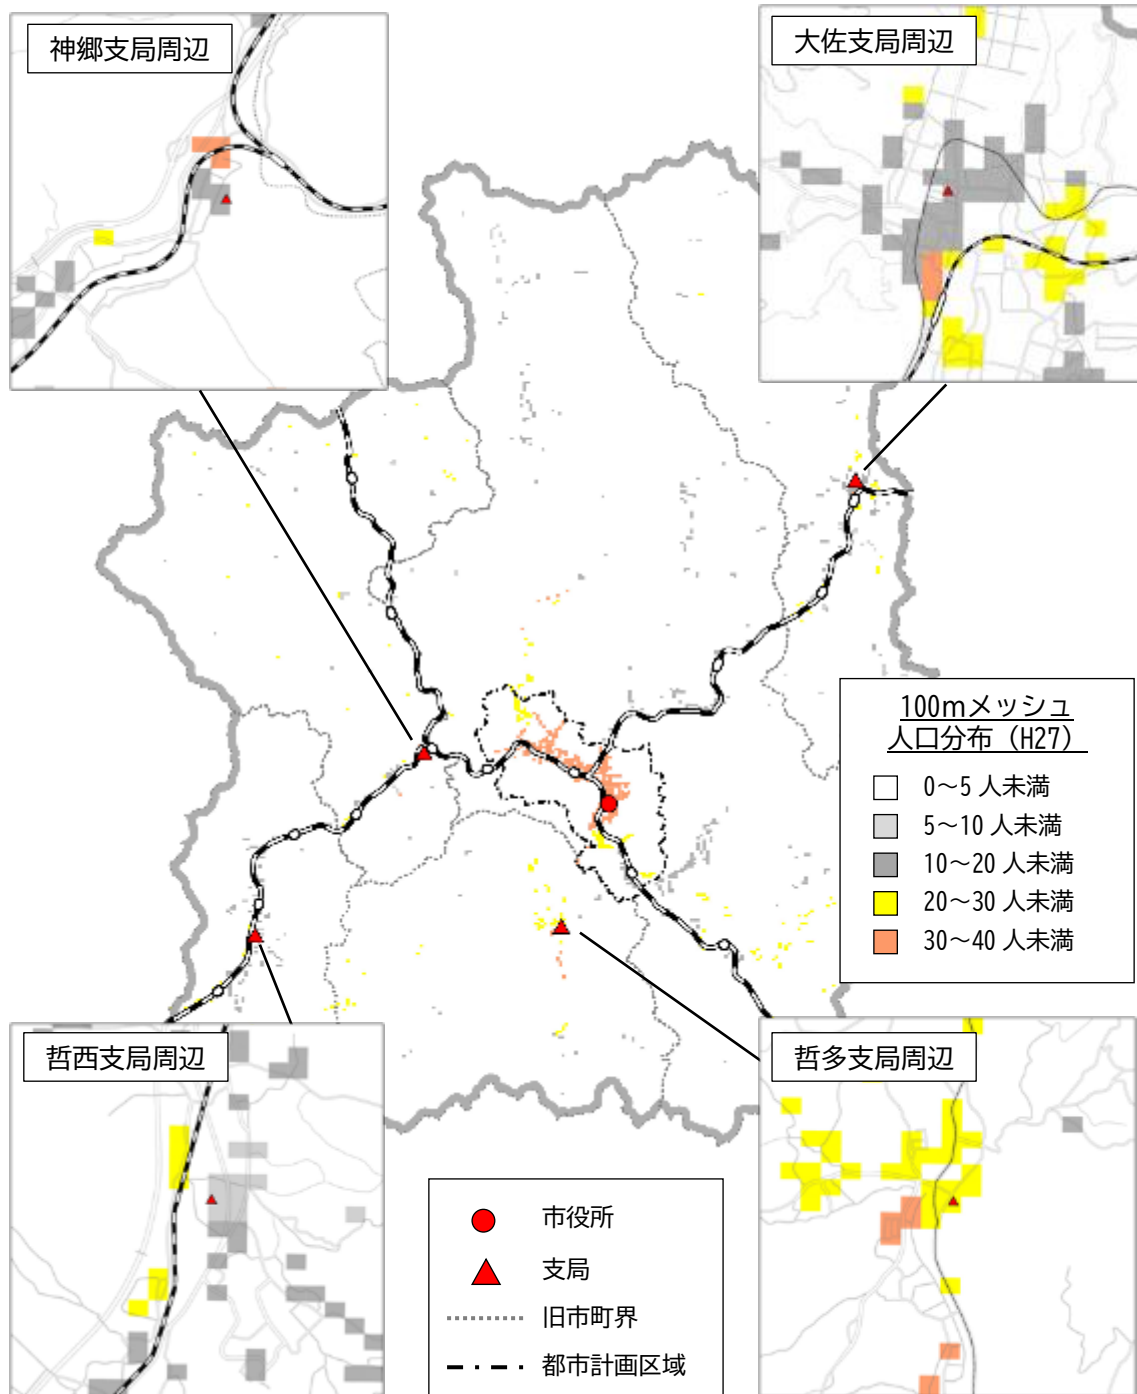 神郷支局周辺
大佐支局周辺
100mメッシュ
人口分布（H27）
0～5 人未満
5～10 人未満
10～20 人未満
20～30 人未満
30～40 人未満
哲西支局周辺
哲多支局周辺
市役所
支局
旧市町界
都市計画区域